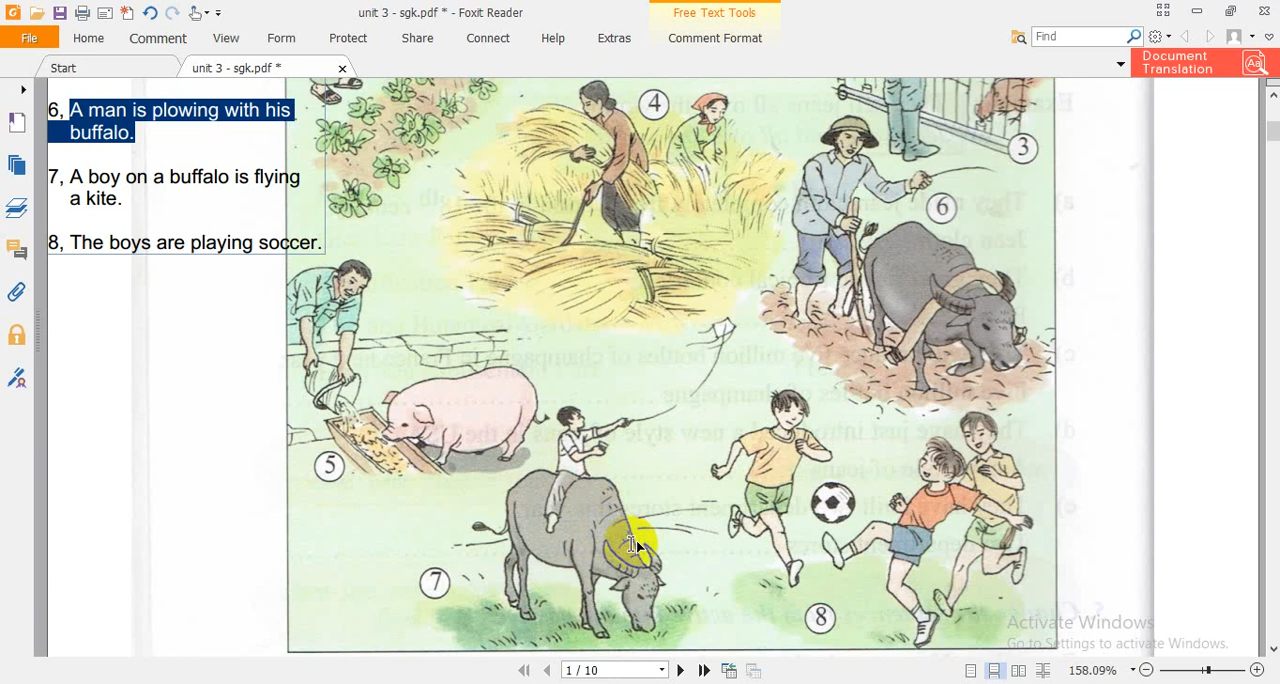 unit 3 - sgk.pdf * - Foxit Reader
Free Text Tools
File
Home
Comment
View
Form
Protect
Share
Connect
Help
Extras
Comment Format
Find
Start
unit 3 - sgk.pdf *
Document
Translation
6, A man is plowing with his
buffalo.
7, A boy on a buffalo is flying
a kite.
8, The boys are playing soccer.
4
3
6
5
7
8
Activate Windows
Go to Settings to activate Windows.
1 / 10
158.09%